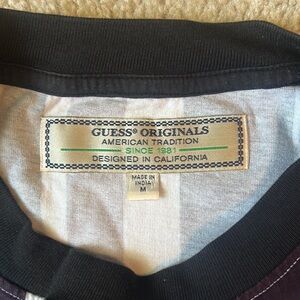 GUESS® ORIGINALS
AMERICAN TRADITION
SINCE 1981
DESIGNED IN CALIFORNIA
MADE IN
INDIA
M